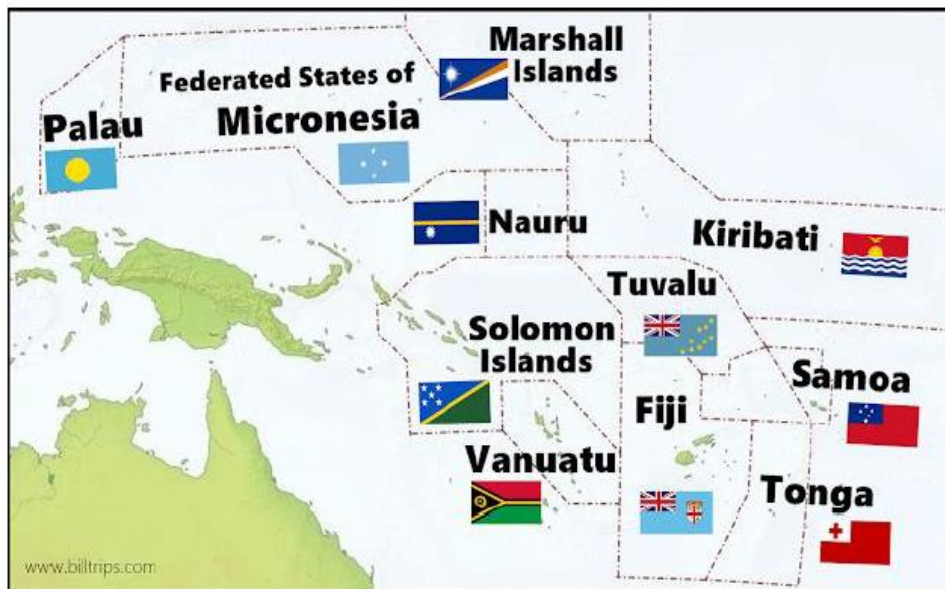 Marshall
Islands
Federated States of
Micronesia
Palau
Nauru
Kiribati
Tuvalu
Solomon
Islands
Samoa
Fiji
Vanuatu
Tonga
www.billtrips.com